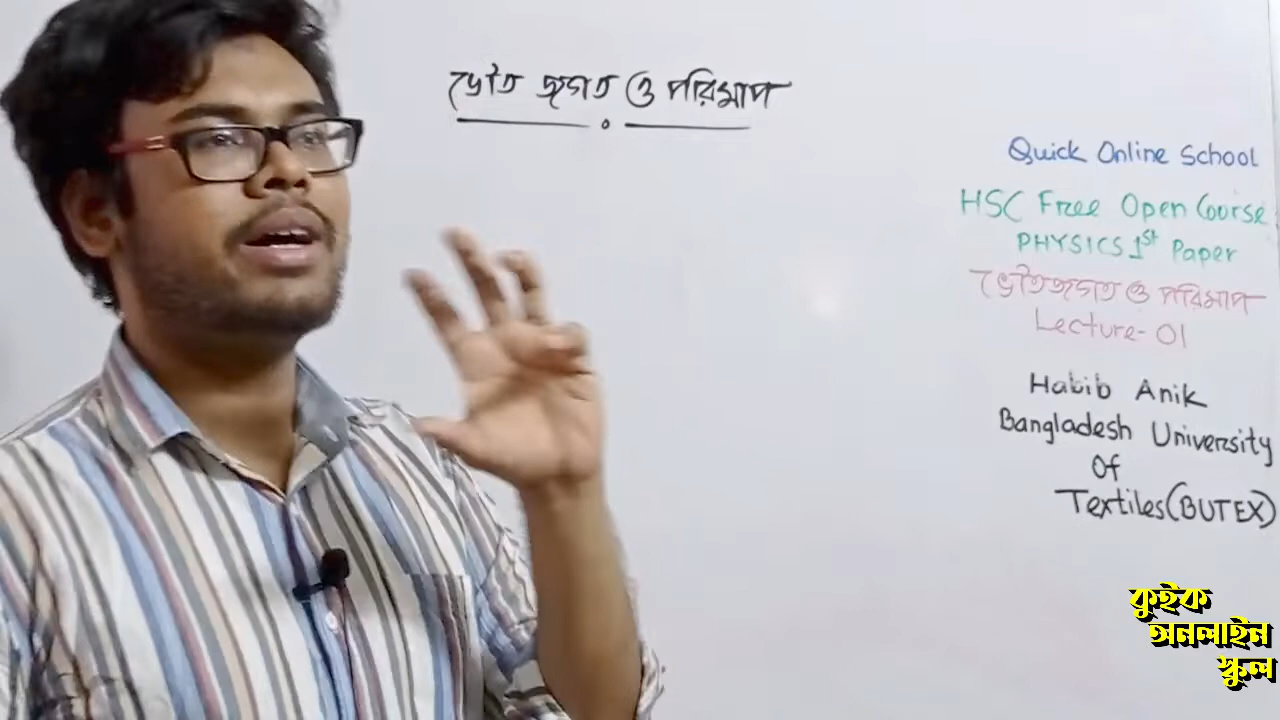 ভৌত জগত ও পরিমাপ
Quick Online School
HSC Free Open Course
PHYSICS 1st Paper
ভৌতজগত ও পরিমাপ
Lecture-01
Habib Anik
Bangladesh University
Of
Textiles(BUTEX)
কুইক
অনলাইন
স্কুল